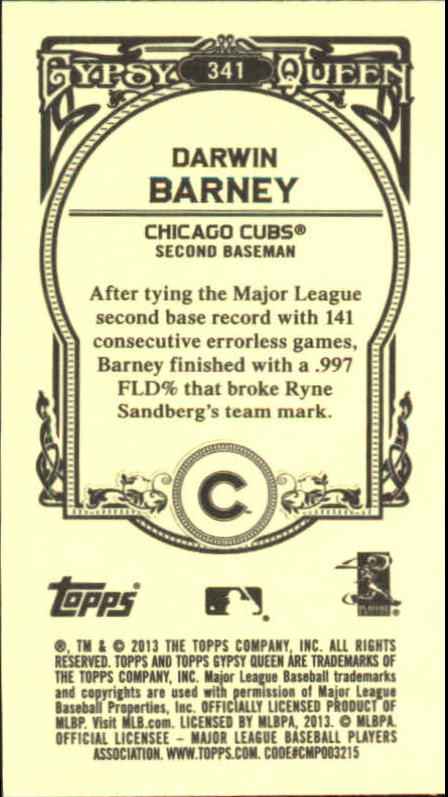 GYPSY 341 QUEEN
DARWIN
BARNEY
CHICAGO CUBS®
SECOND BASEMAN
After tying the Major League
second base record with 141
consecutive errorless games,
Barney finished with a .997
FLD% that broke Ryne
Sandberg's team mark.
C
Topps®
®, TM & © 2013 THE TOPPS COMPANY, INC. ALL RIGHTS
RESERVED. TOPPS AND TOPPS GYPSY QUEEN ARE TRADEMARKS OF
THE TOPPS COMPANY, INC. Major League Baseball trademarks
and copyrights are used with permission of Major League
Baseball Properties, Inc. OFFICIALLY LICENSED PRODUCT OF
MLBP. Visit MLB.com. LICENSED BY MLBPA, 2013. © MLBPA.
OFFICIAL LICENSEE – MAJOR LEAGUE BASEBALL PLAYERS
ASSOCIATION. WWW.TOPPS.COM. CODE#CMP003215